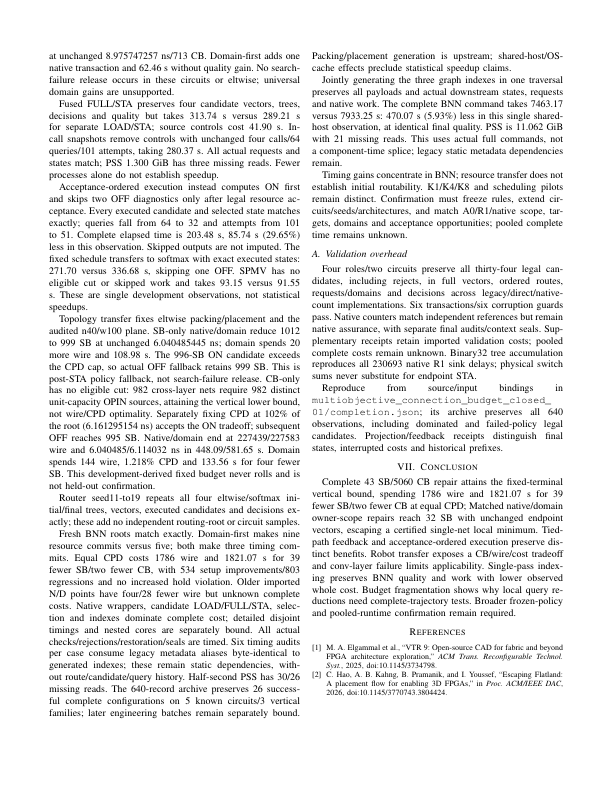 at unchanged 8.975747257 ns/713 CB. Domain-first adds one
native transaction and 62.46 s without quality gain. No search-
failure release occurs in these circuits or eltwise; universal
domain gains are unsupported.
Fused FULL/STA preserves four candidate vectors, trees,
decisions and quality but takes 313.74 s versus 289.21 s
for separate LOAD/STA; source controls cost 41.90 s. In-
call snapshots remove controls with unchanged four calls/64
queries/101 attempts, taking 280.37 s. All actual requests and
states match; PSS 1.300 GiB has three missing reads. Fewer
processes alone do not establish speedup.
Acceptance-ordered execution instead computes ON first
and skips two OFF diagnostics only after legal resource ac-
ceptance. Every executed candidate and selected state matches
exactly; queries fall from 64 to 32 and attempts from 101
to 51. Complete elapsed time is 203.48 s, 85.74 s (29.65%)
less in this observation. Skipped outputs are not imputed. The
fixed schedule transfers to softmax with exact executed states:
271.70 versus 336.68 s, skipping one OFF. SPMV has no
eligible cut or skipped work and takes 93.15 versus 91.55
s. These are single development observations, not statistical
speedups.
Topology transfer fixes eltwise packing/placement and the
audited n40/w100 plane. SB-only native/domain reduce 1012
to 999 SB at unchanged 6.040485445 ns; domain spends 20
more wire and 108.98 s. The 996-SB ON candidate exceeds
the CPD cap, so actual OFF fallback retains 999 SB. This is
post-STA policy fallback, not search-failure release. CB-only
has no eligible cut: 982 cross-layer nets require 982 distinct
unit-capacity OPIN sources, attaining the vertical lower bound,
not wire/CPD optimality. Separately fixing CPD at 102% of
the root (6.161295154 ns) accepts the ON tradeoff; subsequent
OFF reaches 995 SB. Native/domain end at 227439/227583
wire and 6.040485/6.114032 ns in 448.09/581.65 s. Domain
spends 144 wire, 1.218% CPD and 133.56 s for four fewer
SB. This development-derived fixed budget never rolls and is
not held-out confirmation.
Router seed11-to19 repeats all four eltwise/softmax ini-
tial/final trees, vectors, executed candidates and decisions ex-
actly; these add no independent routing-root or circuit samples.
Fresh BNN roots match exactly. Domain-first makes nine
resource commits versus five; both make three timing com-
mits. Equal CPD costs 1786 wire and 1821.07 s for 39
fewer SB/two fewer CB, with 534 setup improvements/803
regressions and no increased hold violation. Older imported
N/D points have four/28 fewer wire but unknown complete
costs. Native wrappers, candidate LOAD/FULL/STA, selec-
tion and indexes dominate complete cost; detailed disjoint
timings and nested cores are separately bound. All actual
checks/rejections/restoration/seals are timed. Six timing audits
per case consume legacy metadata aliases byte-identical to
generated indexes; these remain static dependencies, with-
out route/candidate/query history. Half-second PSS has 30/26
missing reads. The 640-record archive preserves 26 success-
ful complete configurations on 5 known circuits/3 vertical
families; later engineering batches remain separately bound.
Packing/placement generation is upstream; shared-host/OS-
cache effects preclude statistical speedup claims.
Jointly generating the three graph indexes in one traversal
preserves all payloads and actual downstream states, requests
and native work. The complete BNN command takes 7463.17
versus 7933.25 s: 470.07 s (5.93%) less in this single shared-
host observation, at identical final quality. PSS is 11.062 GiB
with 21 missing reads. This uses actual full commands, not
a component-time splice; legacy static metadata dependencies
remain.
Timing gains concentrate in BNN; resource transfer does not
establish initial routability. K1/K4/K8 and scheduling pilots
remain distinct. Confirmation must freeze rules, extend cir-
cuits/seeds/architectures, and match A0/R1/native scope, tar-
gets, domains and acceptance opportunities; pooled complete
time remains unknown.
A. Validation overhead
Four roles/two circuits preserve all thirty-four legal can-
didates, including rejects, in full vectors, ordered routes,
requests/domains and decisions across legacy/direct/native-
count implementations. Six transactions/six corruption guards
pass. Native counters match independent references but remain
native assurance, with separate final audits/context seals. Sup-
plementary receipts retain imported validation costs; pooled
complete costs remain unknown. Binary32 tree accumulation
reproduces all 230693 native R1 sink delays; physical switch
sums never substitute for endpoint STA.
Reproduce from source/input bindings in
multiobjective_connection_budget_closed_
01/completion.json; its archive preserves all 640
observations, including dominated and failed-policy legal
candidates. Projection/feedback receipts distinguish final
states, interrupted costs and historical prefixes.
VII. CONCLUSION
Complete 43 SB/5060 CB repair attains the fixed-terminal
vertical bound, spending 1786 wire and 1821.07 s for 39
fewer SB/two fewer CB at equal CPD; Matched native/domain
owner-scope repairs reach 32 SB with unchanged endpoint
vectors, escaping a certified single-net local minimum. Tied-
path feedback and acceptance-ordered execution preserve dis-
tinct benefits. Robot transfer exposes a CB/wire/cost tradeoff
and conv-layer failure limits applicability. Single-pass index-
ing preserves BNN quality and work with lower observed
whole cost. Budget fragmentation shows why local query re-
ductions need complete-trajectory tests. Broader frozen-policy
and pooled-runtime confirmation remain required.
REFERENCES
[1] M. A. Elgammal et al., “VTR 9: Open-source CAD for fabric and beyond
FPGA architecture exploration,” ACM Trans. Reconfigurable Technol.
Syst., 2025, doi:10.1145/3734798.
[2] C. Hao, A. B. Kahng, B. Pramanik, and I. Youssef, “Escaping Flatland:
A placement flow for enabling 3D FPGAs,” in Proc. ACM/IEEE DAC,
2026, doi:10.1145/3770743.3804424.